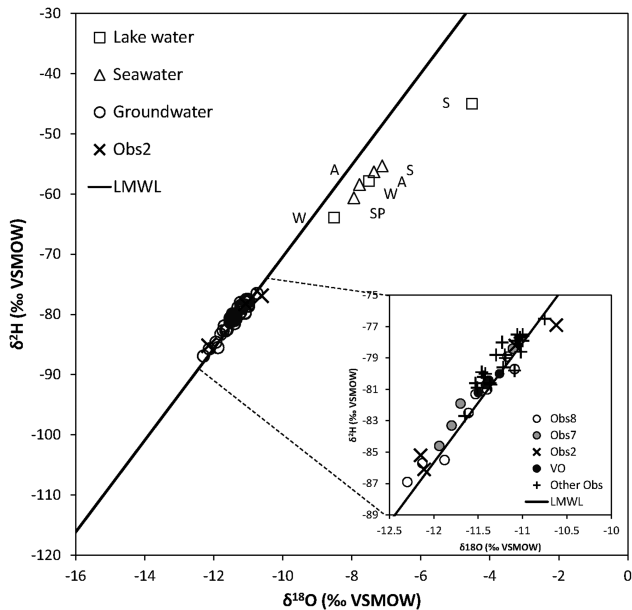 -30
-40
-50
-60
-70
-80
-90
-100
-110
-120
δ²H (‰ VSMOW)
Lake water
Seawater
Groundwater
Obs2
LMWL
S
A
S
A
W
SP
W
-75
-77
-79
-81
-83
-85
-87
-89
δ²H (‰ VSMOW)
Obs8
Obs7
Obs2
VO
Other Obs
LMWL
-12.5 -12 -11.5 -11 -10.5 -10
δ18O (‰ VSMOW)
-16 -14 -12 -10 -8 -6 -4 -2 0
δ¹⁸O (‰ VSMOW)